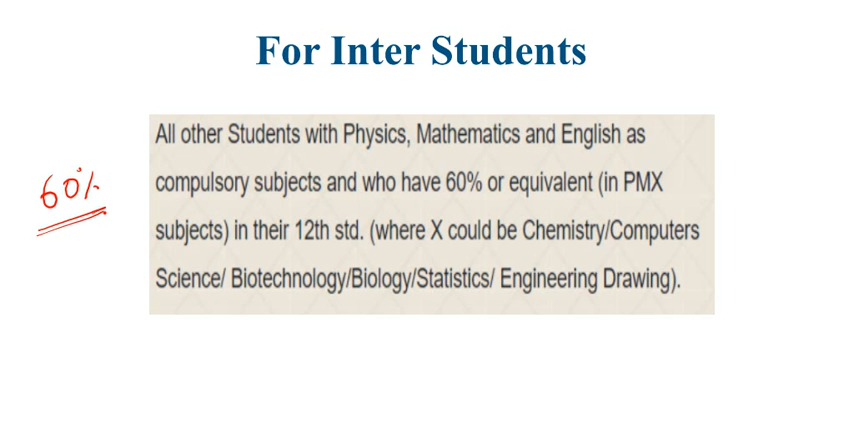 For Inter Students
All other Students with Physics, Mathematics and English as
60%
compulsory subjects and who have 60% or equivalent (in PMX
subjects) in their 12th std. (where X could be Chemistry/Computers
Science/ Biotechnology/Biology/Statistics/ Engineering Drawing).